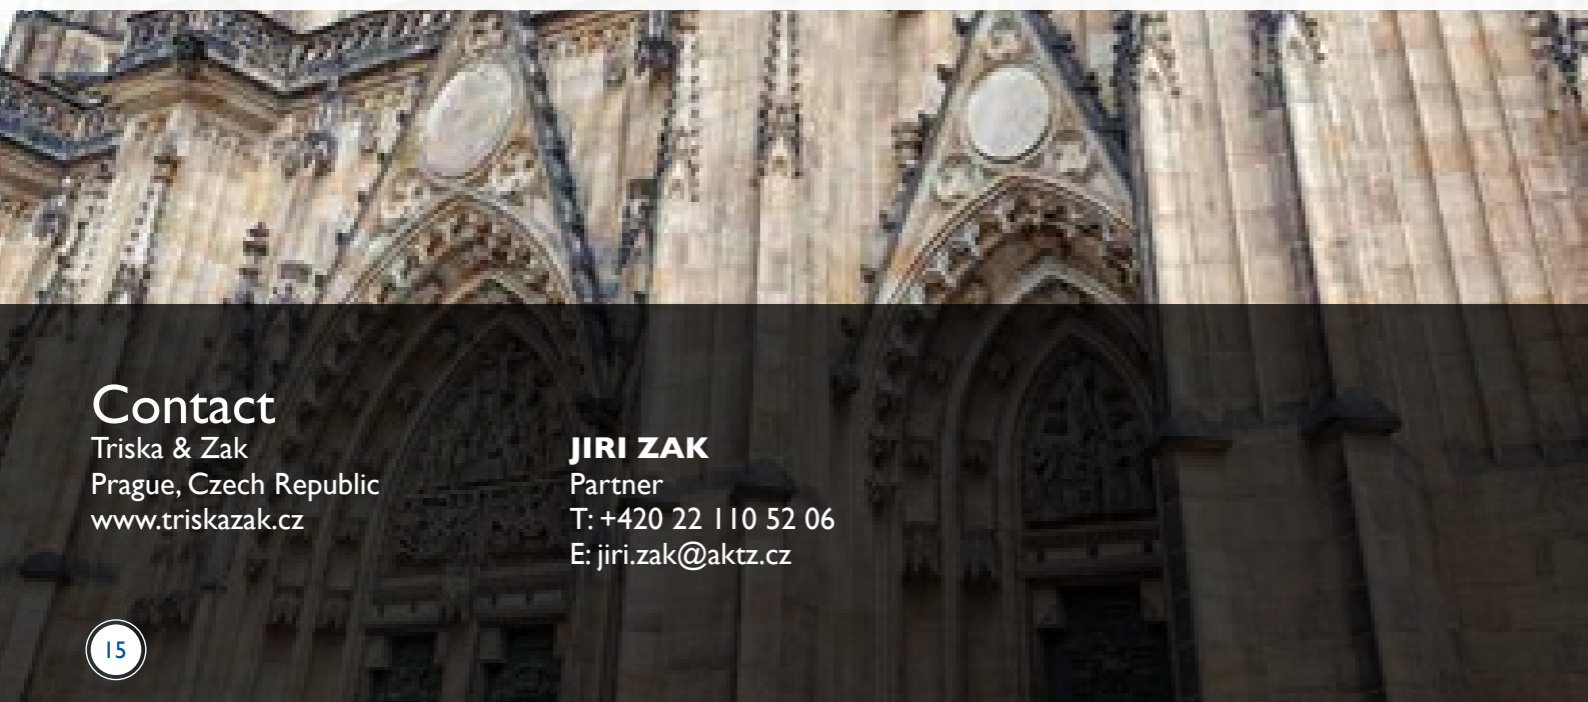 Contact
Triska & Zak
Prague, Czech Republic
www.triskazak.cz
JIRI ZAK
Partner
T: +420 22 110 52 06
E: jiri.zak@aktz.cz
15